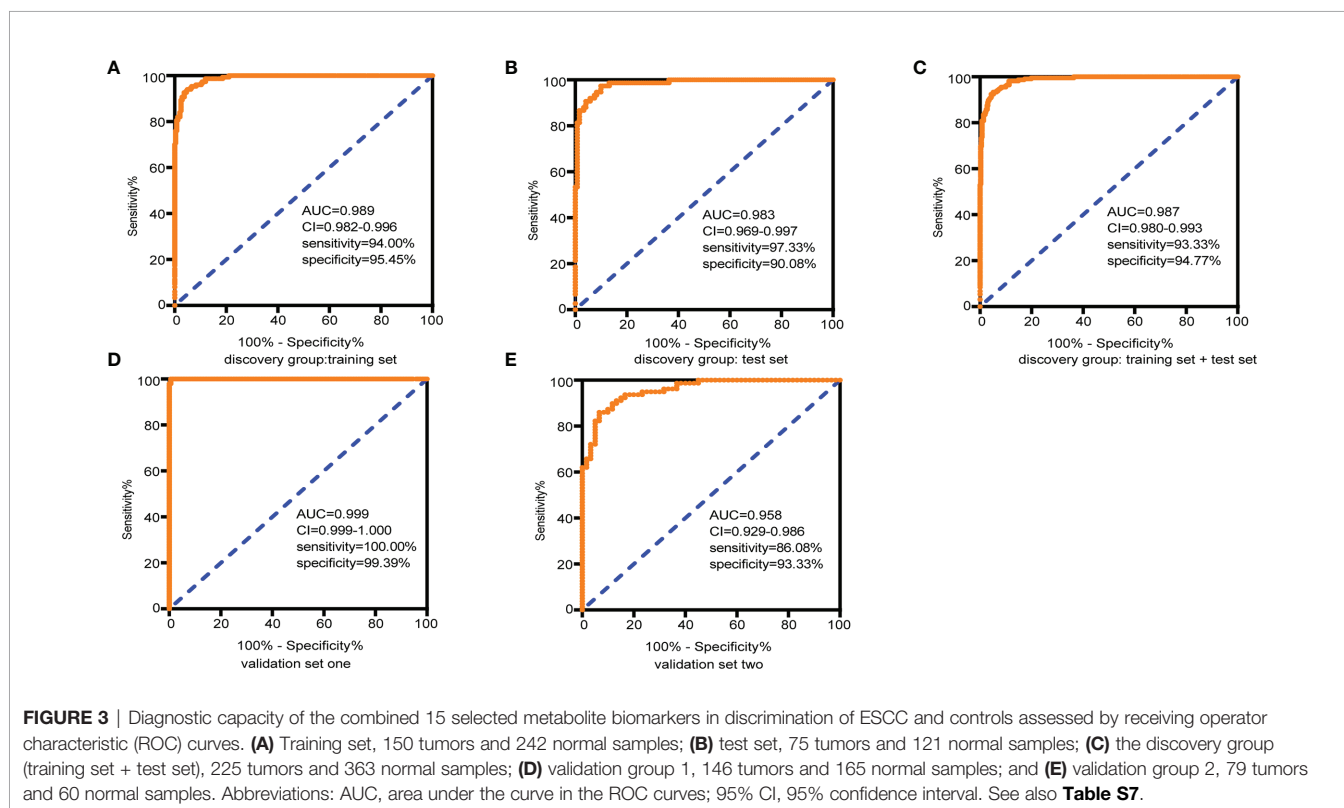 A
100
80
60
40
20
0
Sensitivity%
AUC=0.989
CI=0.982-0.996
sensitivity=94.00%
specificity=95.45%
0 20 40 60 80 100
100% - Specificity%
discovery group:training set
B
100
80
60
40
20
0
Sensitivity%
AUC=0.983
CI=0.969-0.997
sensitivity=97.33%
specificity=90.08%
0 20 40 60 80 100
100% - Specificity%
discovery group: test set
C
100
80
60
40
20
0
Sensitivity%
AUC=0.987
CI=0.980-0.993
sensitivity=93.33%
specificity=94.77%
0 20 40 60 80 100
100% - Specificity%
discovery group: training set + test set
D
100
80
60
40
20
0
Sensitivity%
AUC=0.999
CI=0.999-1.000
sensitivity=100.00%
specificity=99.39%
0 20 40 60 80 100
100% - Specificity%
validation set one
E
100
80
60
40
20
0
Sensitivity%
AUC=0.958
CI=0.929-0.986
sensitivity=86.08%
specificity=93.33%
0 20 40 60 80 100
100% - Specificity%
validation set two
FIGURE 3 | Diagnostic capacity of the combined 15 selected metabolite biomarkers in discrimination of ESCC and controls assessed by receiving operator
characteristic (ROC) curves. (A) Training set, 150 tumors and 242 normal samples; (B) test set, 75 tumors and 121 normal samples; (C) the discovery group
(training set + test set), 225 tumors and 363 normal samples; (D) validation group 1, 146 tumors and 165 normal samples; and (E) validation group 2, 79 tumors
and 60 normal samples. Abbreviations: AUC, area under the curve in the ROC curves; 95% CI, 95% confidence interval. See also Table S7.